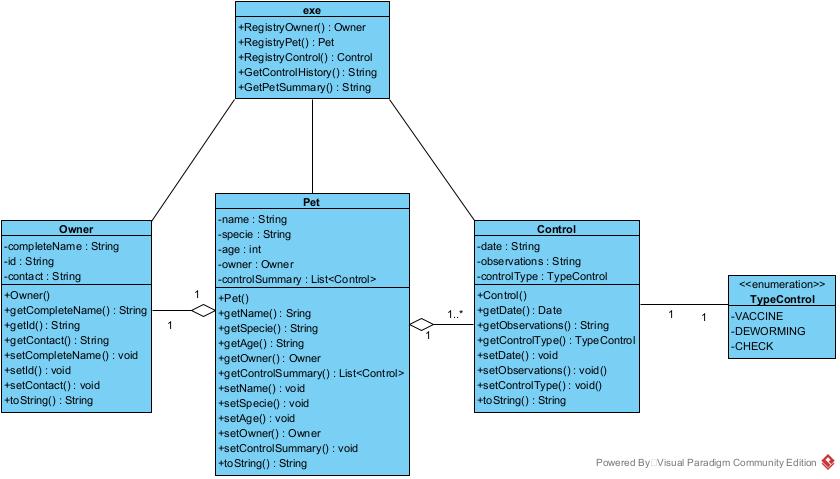 exe
+RegistryOwner() : Owner
+RegistryPet() : Pet
+RegistryControl() : Control
+GetControlHistory() : String
+GetPetSummary() : String
Owner
-completeName : String
-id : String
-contact : String
+Owner()
+getCompleteName() : String
+getId() : String
+getContact() : String
+setCompleteName() : void
+setId() : void
+setContact() : void
+toString() : String
1
1
Pet
-name : String
-specie : String
-age : int
-owner : Owner
-controlSummary : List<Control>
+Pet()
+getName() : Sring
+getSpecie() : String
+getAge() : String
+getOwner() : Owner
+getControlSummary() : List<Control>
+setName() : void
+setSpecie() : void
+setAge() : void
+setOwner() : Owner
+setControlSummary() : void
+toString() : String
1..*
1
Control
-date : String
-observations : String
-controlType : TypeControl
+Control()
+getDate() : Date
+getObservations() : String
+getControlType() : TypeControl
+setDate() : void
+setObservations() : void()
+setControlType() : void()
+toString() : String
1
1
<<enumeration>>
TypeControl
-VACCINE
-DEWORMING
-CHECK
Powered By Visual Paradigm Community Edition